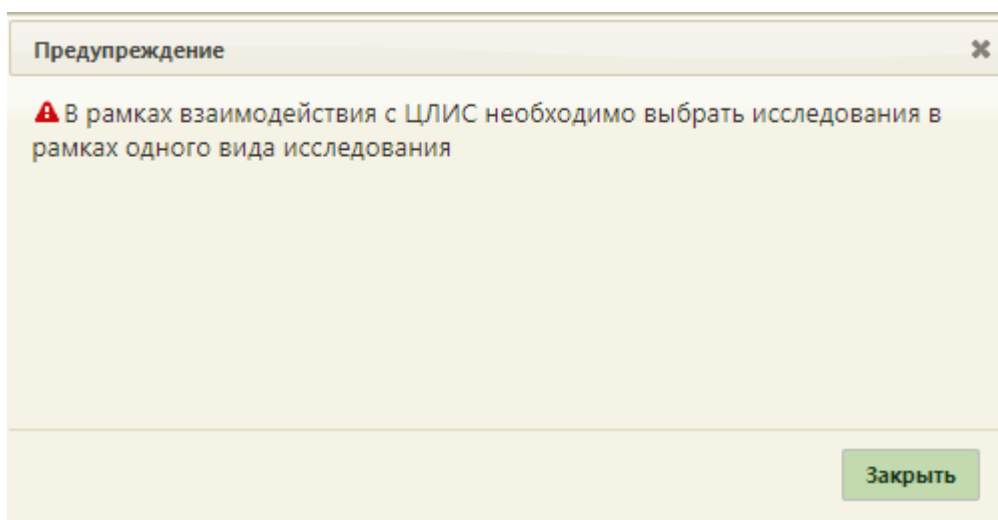 Предупреждение
В рамках взаимодействия с ЦЛИС необходимо выбрать исследования в
рамках одного вида исследования
Закрыть